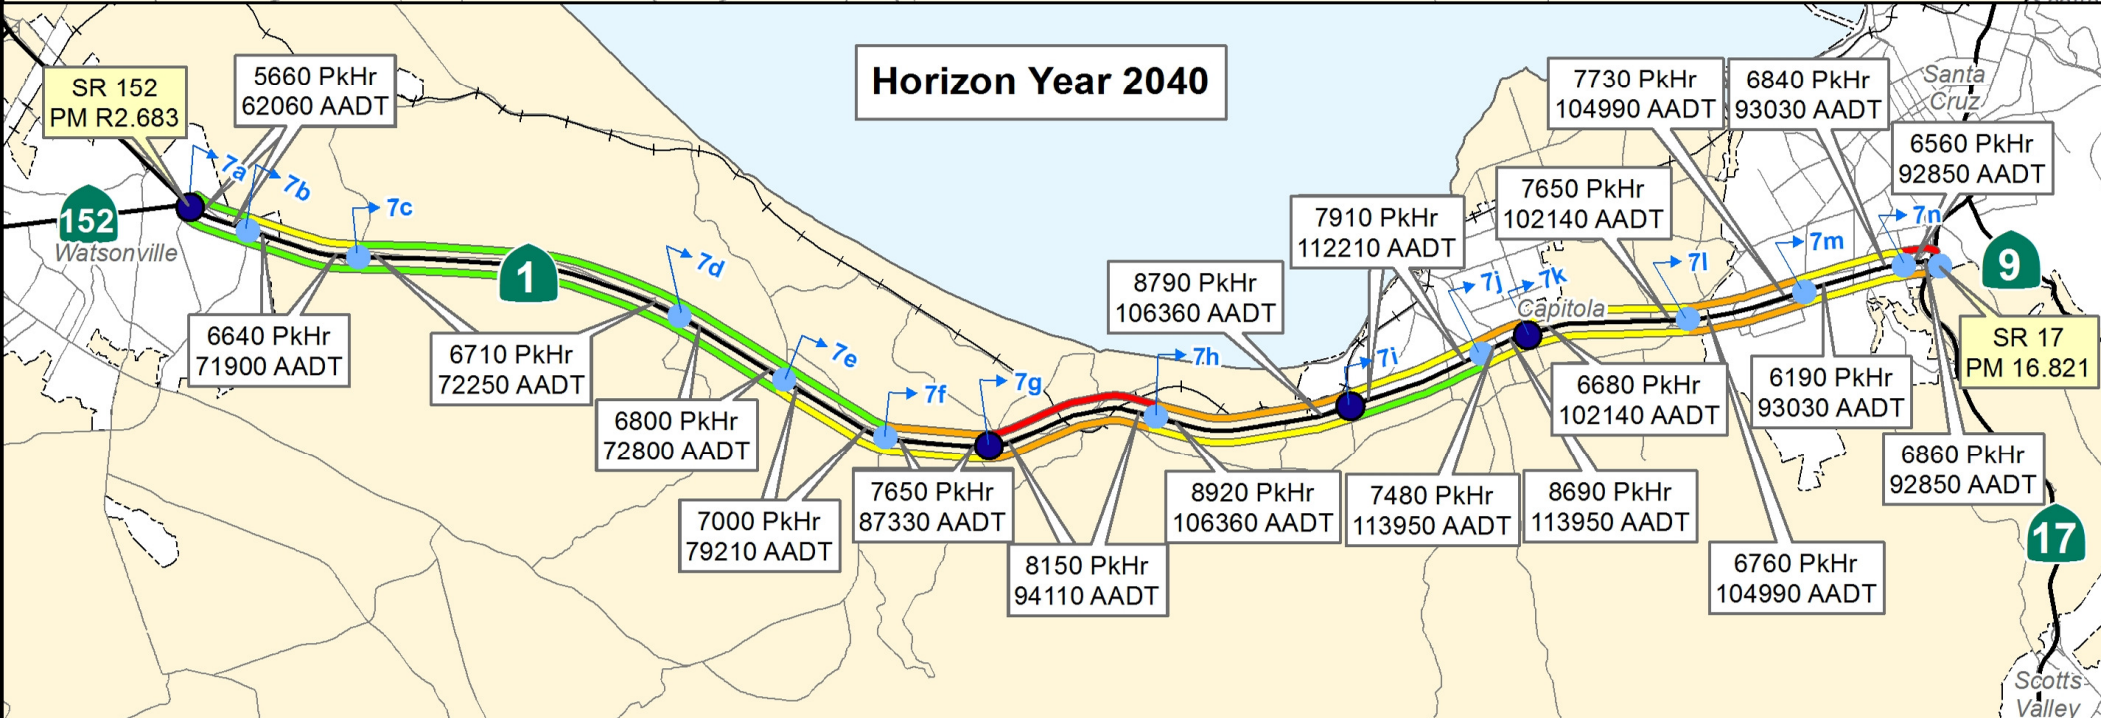 Horizon Year 2040
SR 152
PM R2.683
5660 PkHr
62060 AADT
7a
7b
7c
152
Watsonville
1
6640 PkHr
71900 AADT
6710 PkHr
72250 AADT
7d
7e
6800 PkHr
72800 AADT
7000 PkHr
79210 AADT
7f
7g
7650 PkHr
87330 AADT
8150 PkHr
94110 AADT
7h
8790 PkHr
106360 AADT
8920 PkHr
106360 AADT
7i
7910 PkHr
112210 AADT
7j
7k
Capitola
7480 PkHr
113950 AADT
8690 PkHr
113950 AADT
7650 PkHr
102140 AADT
6680 PkHr
102140 AADT
7l
7730 PkHr
104990 AADT
6760 PkHr
104990 AADT
7m
6840 PkHr
93030 AADT
6190 PkHr
93030 AADT
7n
Santa
Cruz
6560 PkHr
92850 AADT
6860 PkHr
92850 AADT
9
SR 17
PM 16.821
17
Scotts
Valley